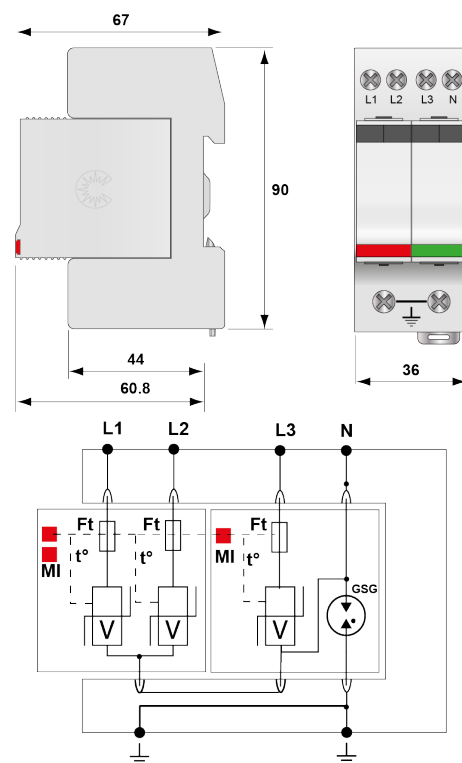 67
L1 L2 L3 N
90
44
60.8
36
L1 L2 L3 N
Ft Ft Ft
MI t° t° MI t°
GSG
V V V